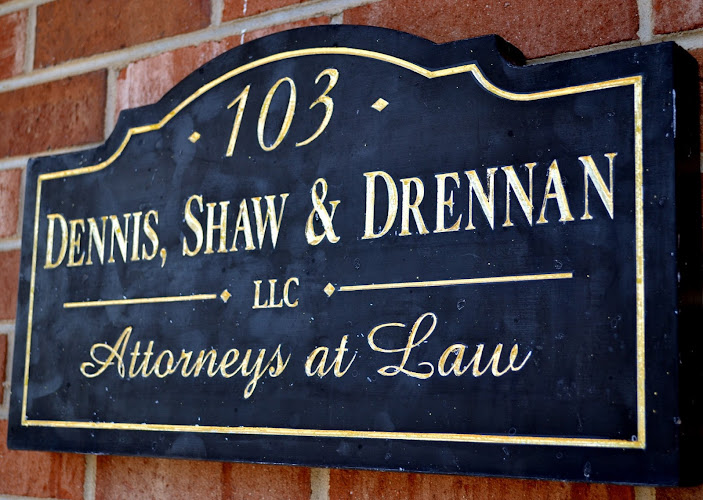 103
DENNIS, SHAW & DRENNAN
LLC
Attorneys at Law